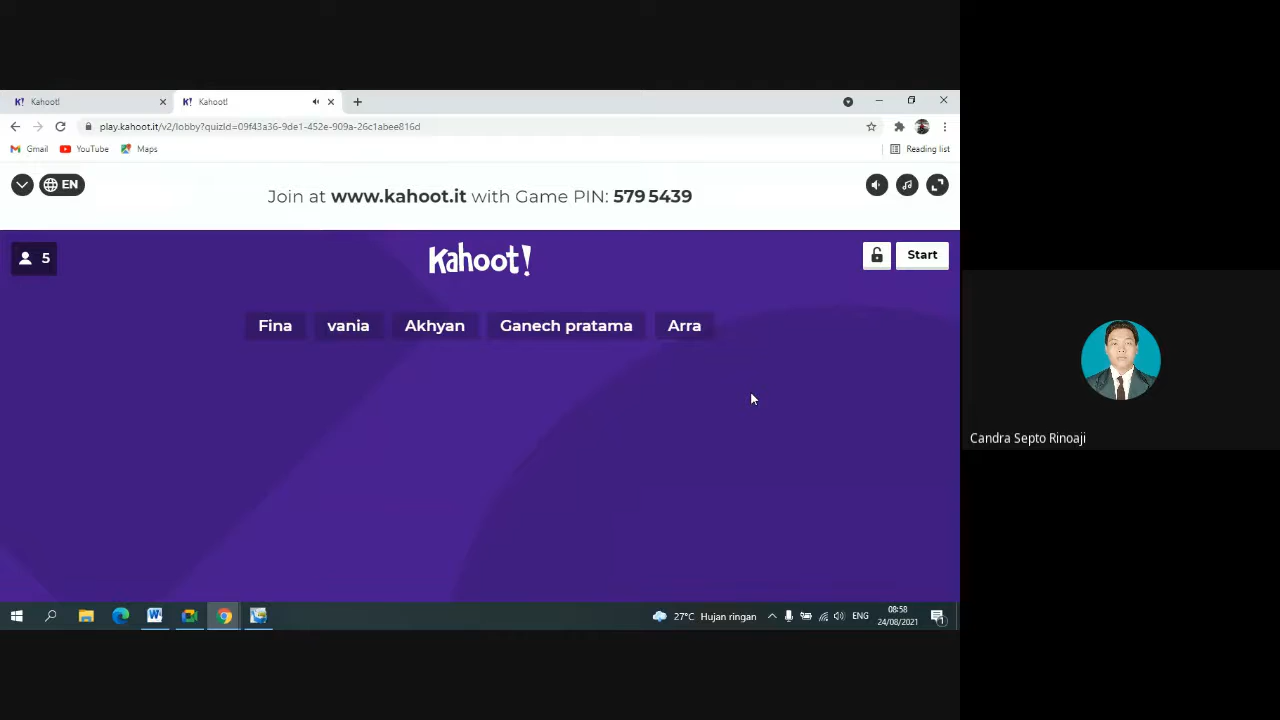 Kahoot!
Kahoot!
play.kahoot.it/v2/lobby?quizId=09f43a36-9de1-452e-909a-26c1abee816d
Gmail YouTube Maps Reading list
EN
Join at www.kahoot.it with Game PIN: 579 5439
5
Kahoot!
Start
Fina vania Akhyan Ganech pratama Arra
Candra Septo Rinoaji
27°C Hujan ringan ENG
08:58
24/08/2021
1